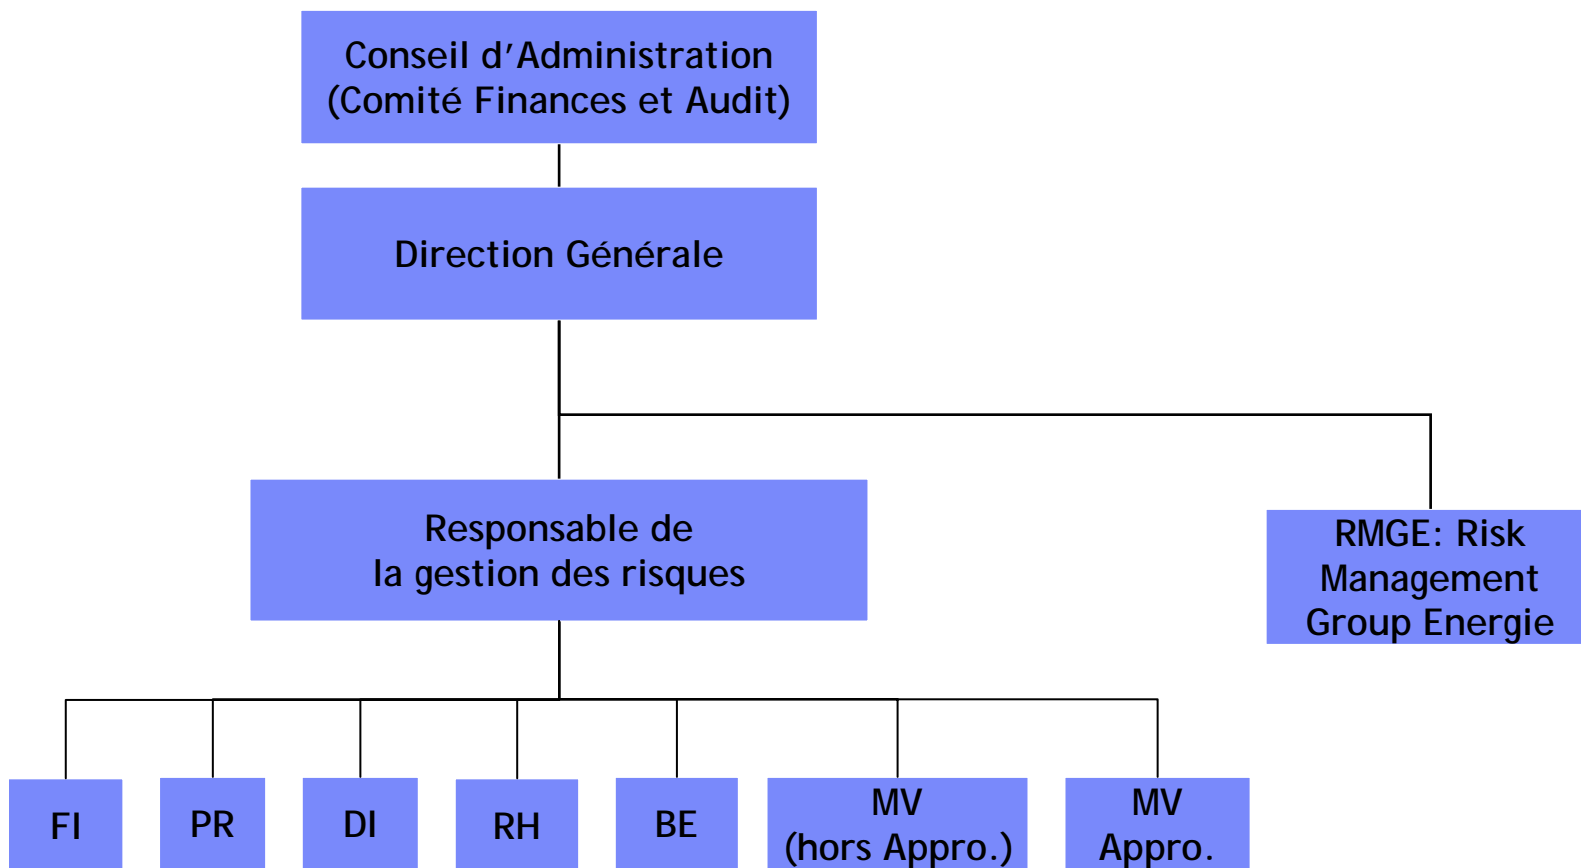 Conseil d’Administration
(Comité Finances et Audit)
Direction Générale
Responsable de
la gestion des risques
RMGE: Risk
Management
Group Energie
FI
PR
DI
RH
BE
MV
(hors Appro.)
MV
Appro.